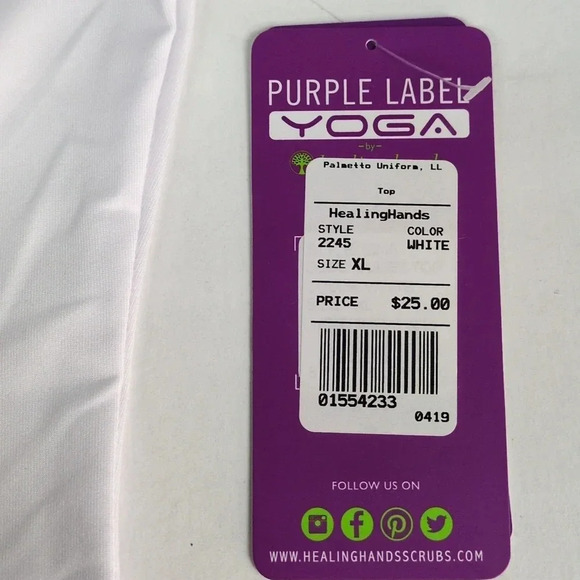 PURPLE LABEL
YOGA
-by-
Palmetto Uniform, LL
Top
HealingHands
STYLE COLOR
2245 WHITE
SIZE XL
PRICE $25.00
01554233
0419
FOLLOW US ON
WWW.HEALINGHANDSSCRUBS.COM